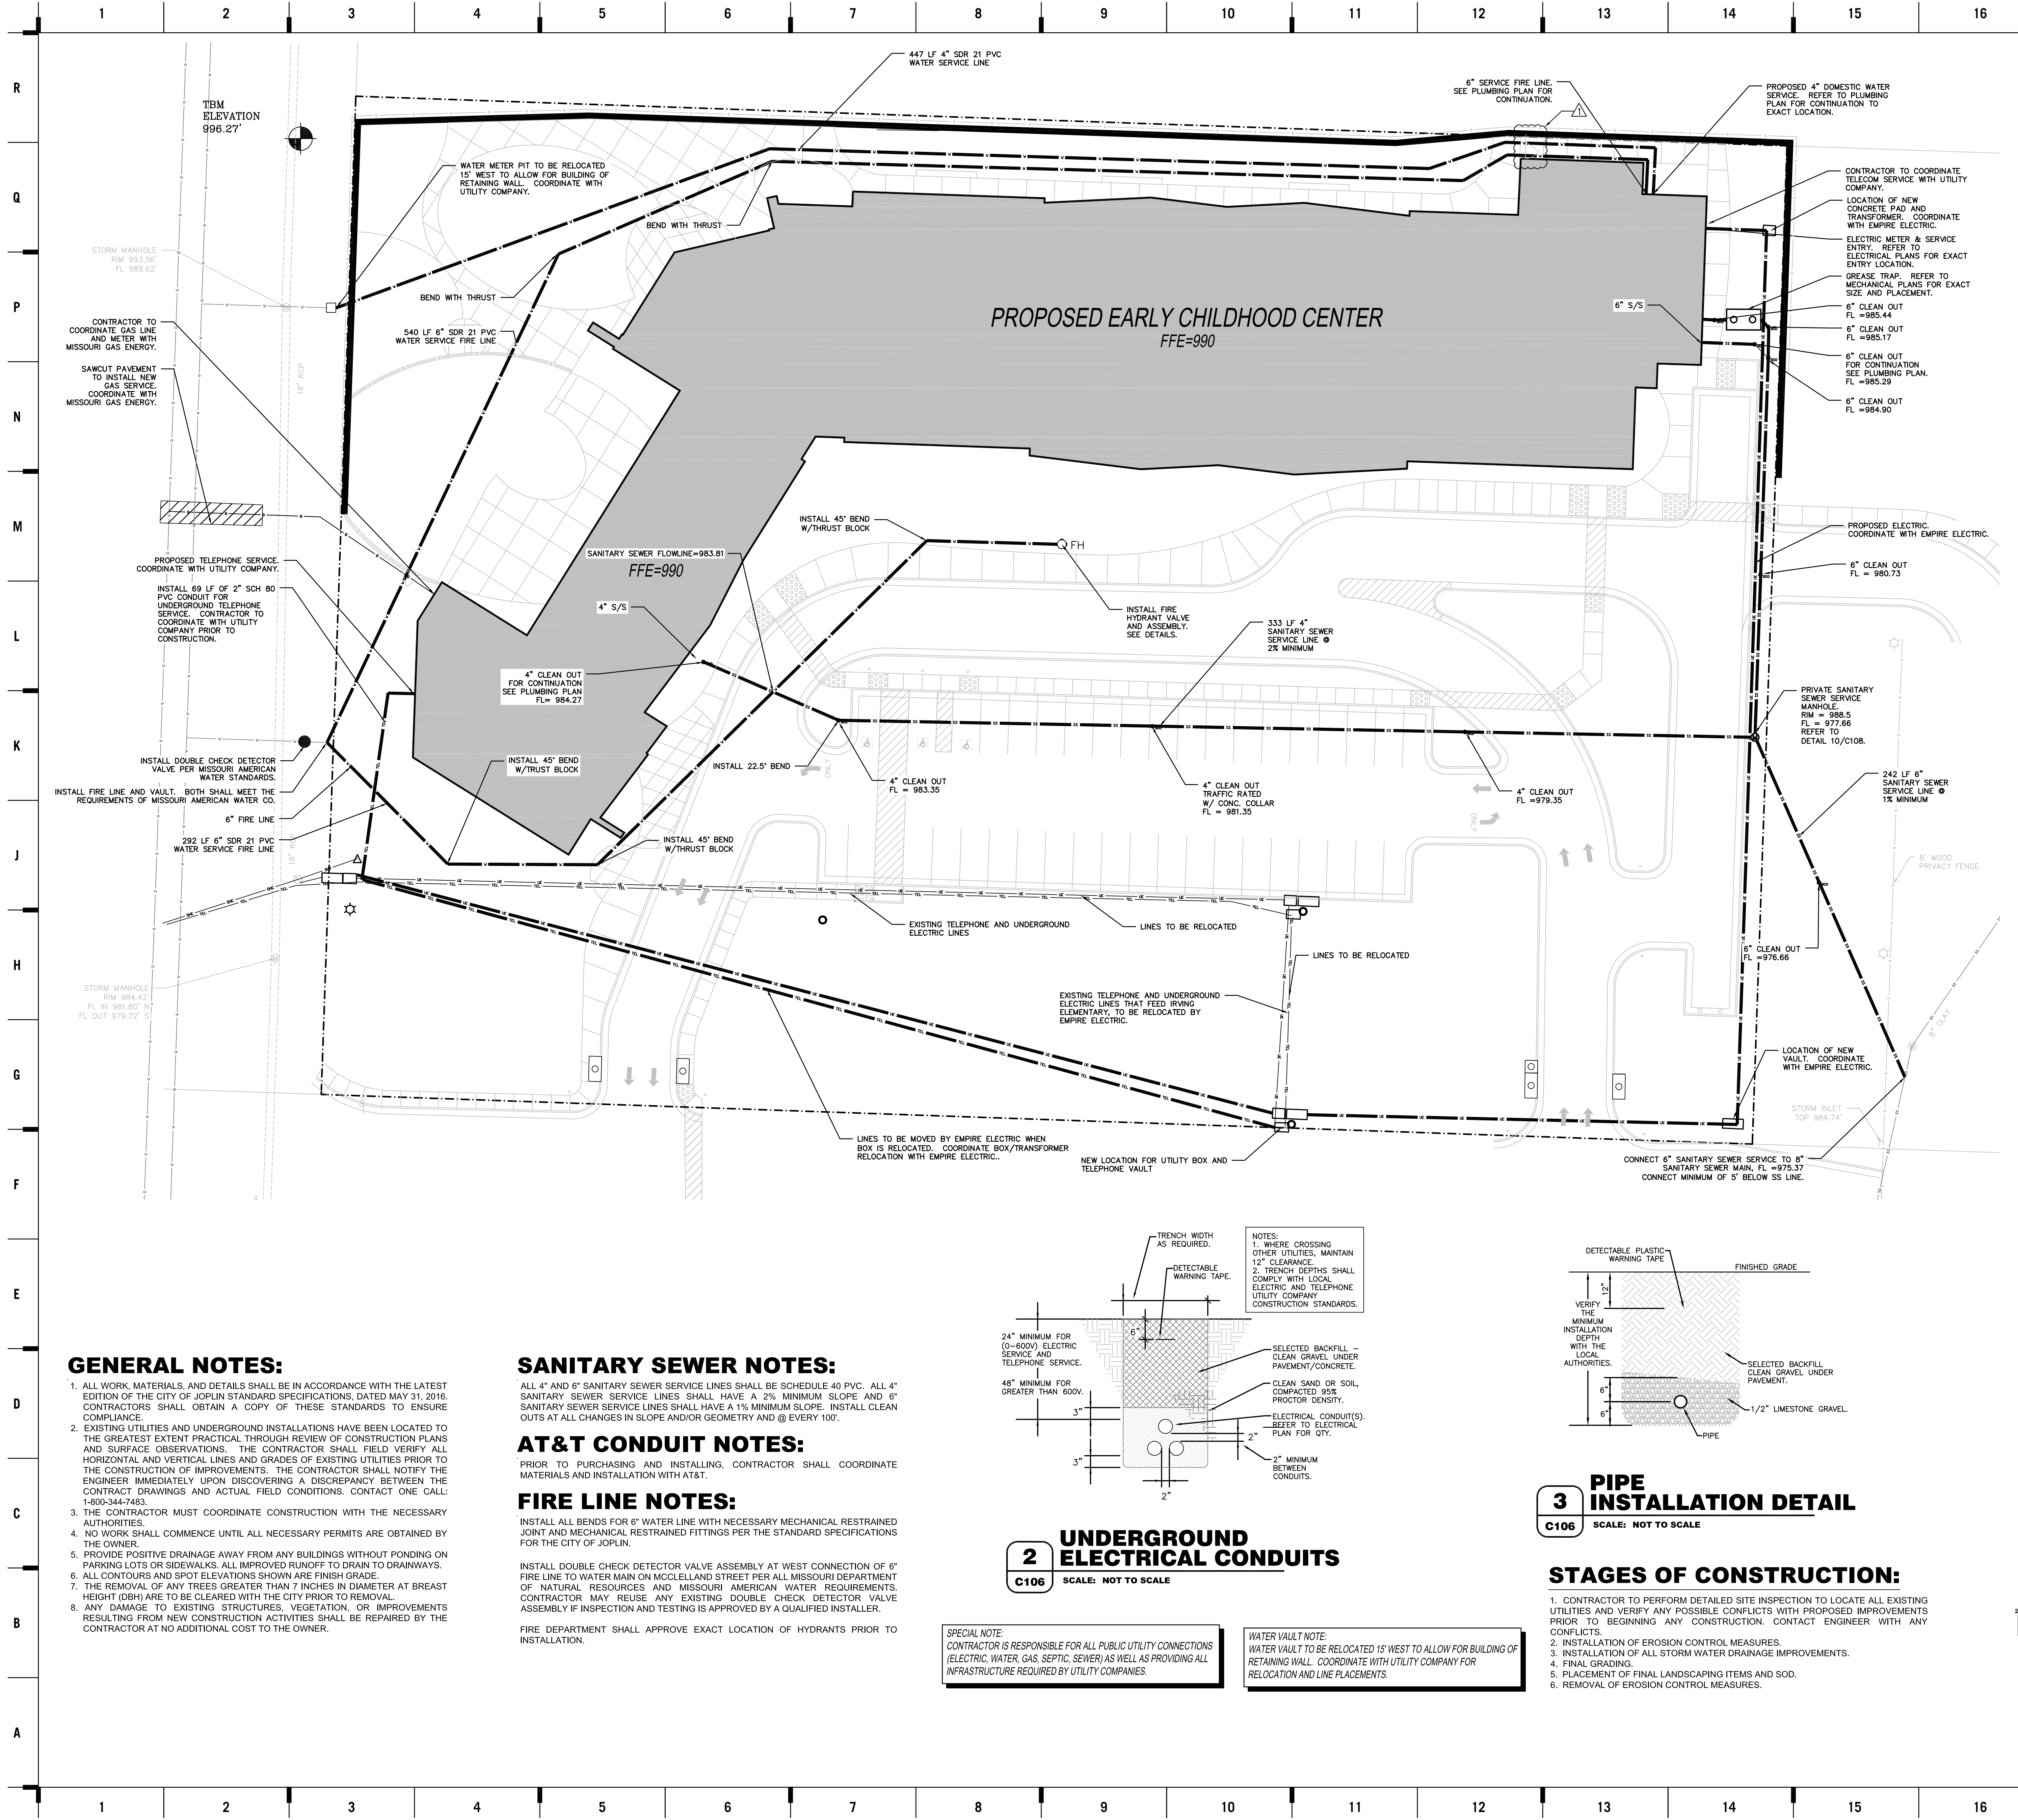 1 2 3 4 5 6 7 8 9 10 11 12 13 14 15 16
R
Q
P
N
M
L
K
J
H
G
F
E
D
C
B
A
TBM
ELEVATION
996.27'
447 LF 4" SDR 21 PVC
WATER SERVICE LINE
6" SERVICE FIRE LINE.
SEE PLUMBING PLAN FOR
CONTINUATION.
1
PROPOSED 4" DOMESTIC WATER
SERVICE. REFER TO PLUMBING
PLAN FOR CONTINUATION TO
EXACT LOCATION.
WATER METER PIT TO BE RELOCATED
15' WEST TO ALLOW FOR BUILDING OF
RETAINING WALL. COORDINATE WITH
UTILITY COMPANY.
BEND WITH THRUST
CONTRACTOR TO COORDINATE
TELECOM SERVICE WITH UTILITY
COMPANY.
LOCATION OF NEW
CONCRETE PAD AND
TRANSFORMER. COORDINATE
WITH EMPIRE ELECTRIC.
ELECTRIC METER & SERVICE
ENTRY. REFER TO
ELECTRICAL PLANS FOR EXACT
ENTRY LOCATION.
GREASE TRAP. REFER TO
MECHANICAL PLANS FOR EXACT
SIZE AND PLACEMENT.
6" CLEAN OUT
FL =985.44
6" CLEAN OUT
FL =985.17
6" CLEAN OUT
FOR CONTINUATION
SEE PLUMBING PLAN.
FL =985.29
6" CLEAN OUT
FL =984.90
STORM MANHOLE
RIM 993.56'
FL 989.62'
BEND WITH THRUST
540 LF 6" SDR 21 PVC
WATER SERVICE FIRE LINE
PROPOSED EARLY CHILDHOOD CENTER
FFE=990
6" S/S
CONTRACTOR TO
COORDINATE GAS LINE
AND METER WITH
MISSOURI GAS ENERGY.
SAWCUT PAVEMENT
TO INSTALL NEW
GAS SERVICE.
COORDINATE WITH
MISSOURI GAS ENERGY.
18" RCP
INSTALL 45° BEND
W/THRUST BLOCK
FH
PROPOSED ELECTRIC.
COORDINATE WITH EMPIRE ELECTRIC.
6" CLEAN OUT
FL = 980.73
PROPOSED TELEPHONE SERVICE.
COORDINATE WITH UTILITY COMPANY.
INSTALL 69 LF OF 2" SCH 80
PVC CONDUIT FOR
UNDERGROUND TELEPHONE
SERVICE. CONTRACTOR TO
COORDINATE WITH UTILITY
COMPANY PRIOR TO
CONSTRUCTION.
SANITARY SEWER FLOWLINE=983.81
FFE=990
4" S/S
INSTALL FIRE
HYDRANT VALVE
AND ASSEMBLY.
SEE DETAILS.
333 LF 4"
SANITARY SEWER
SERVICE LINE @
2% MINIMUM
4" CLEAN OUT
FOR CONTINUATION
SEE PLUMBING PLAN
FL= 984.27
PRIVATE SANITARY
SEWER SERVICE
MANHOLE.
RIM = 988.5
FL = 977.66
REFER TO
DETAIL 10/C108.
INSTALL DOUBLE CHECK DETECTOR
VALVE PER MISSOURI AMERICAN
WATER STANDARDS.
INSTALL FIRE LINE AND VAULT. BOTH SHALL MEET THE
REQUIREMENTS OF MISSOURI AMERICAN WATER CO.
6" FIRE LINE
292 LF 6" SDR 21 PVC
WATER SERVICE FIRE LINE
18" RCP
INSTALL 45° BEND
W/TRUST BLOCK
INSTALL 22.5° BEND
ONLY
4" CLEAN OUT
FL = 983.35
4" CLEAN OUT
TRAFFIC RATED
W/ CONC. COLLAR
FL = 981.35
4" CLEAN OUT
FL =979.35
ONLY
242 LF 6"
SANITARY SEWER
SERVICE LINE @
1% MINIMUM
INSTALL 45° BEND
W/THRUST BLOCK
8' WOOD
PRIVACY FENCE
EXISTING TELEPHONE AND UNDERGROUND
ELECTRIC LINES
LINES TO BE RELOCATED
LINES TO BE RELOCATED
6" CLEAN OUT
FL =976.66
STORM MANHOLE
RIM 984.42'
FL IN 981.80' N
FL OUT 979.72' S
EXISTING TELEPHONE AND UNDERGROUND
ELECTRIC LINES THAT FEED IRVING
ELEMENTARY, TO BE RELOCATED BY
EMPIRE ELECTRIC.
8" CLAY
LOCATION OF NEW
VAULT. COORDINATE
WITH EMPIRE ELECTRIC.
STORM INLET
TOP 984.74'
LINES TO BE MOVED BY EMPIRE ELECTRIC WHEN
BOX IS RELOCATED. COORDINATE BOX/TRANSFORMER
RELOCATION WITH EMPIRE ELECTRIC..
NEW LOCATION FOR UTILITY BOX AND
TELEPHONE VAULT
CONNECT 6" SANITARY SEWER SERVICE TO 8"
SANITARY SEWER MAIN, FL =975.37
CONNECT MINIMUM OF 5' BELOW SS LINE.
GENERAL NOTES:
1. ALL WORK, MATERIALS, AND DETAILS SHALL BE IN ACCORDANCE WITH THE LATEST
EDITION OF THE CITY OF JOPLIN STANDARD SPECIFICATIONS, DATED MAY 31, 2016.
CONTRACTORS SHALL OBTAIN A COPY OF THESE STANDARDS TO ENSURE
COMPLIANCE.
2. EXISTING UTILITIES AND UNDERGROUND INSTALLATIONS HAVE BEEN LOCATED TO
THE GREATEST EXTENT PRACTICAL THROUGH REVIEW OF CONSTRUCTION PLANS
AND SURFACE OBSERVATIONS. THE CONTRACTOR SHALL FIELD VERIFY ALL
HORIZONTAL AND VERTICAL LINES AND GRADES OF EXISTING UTILITIES PRIOR TO
THE CONSTRUCTION OF IMPROVEMENTS. THE CONTRACTOR SHALL NOTIFY THE
ENGINEER IMMEDIATELY UPON DISCOVERING A DISCREPANCY BETWEEN THE
CONTRACT DRAWINGS AND ACTUAL FIELD CONDITIONS. CONTACT ONE CALL:
1-800-344-7483.
3. THE CONTRACTOR MUST COORDINATE CONSTRUCTION WITH THE NECESSARY
AUTHORITIES.
4. NO WORK SHALL COMMENCE UNTIL ALL NECESSARY PERMITS ARE OBTAINED BY
THE OWNER.
5. PROVIDE POSITIVE DRAINAGE AWAY FROM ANY BUILDINGS WITHOUT PONDING ON
PARKING LOTS OR SIDEWALKS. ALL IMPROVED RUNOFF TO DRAIN TO DRAINWAYS.
6. ALL CONTOURS AND SPOT ELEVATIONS SHOWN ARE FINISH GRADE.
7. THE REMOVAL OF ANY TREES GREATER THAN 7 INCHES IN DIAMETER AT BREAST
HEIGHT (DBH) ARE TO BE CLEARED WITH THE CITY PRIOR TO REMOVAL.
8. ANY DAMAGE TO EXISTING STRUCTURES, VEGETATION, OR IMPROVEMENTS
RESULTING FROM NEW CONSTRUCTION ACTIVITIES SHALL BE REPAIRED BY THE
CONTRACTOR AT NO ADDITIONAL COST TO THE OWNER.
SANITARY SEWER NOTES:
ALL 4" AND 6" SANITARY SEWER SERVICE LINES SHALL BE SCHEDULE 40 PVC. ALL 4"
SANITARY SEWER SERVICE LINES SHALL HAVE A 2% MINIMUM SLOPE AND 6"
SANITARY SEWER SERVICE LINES SHALL HAVE A 1% MINIMUM SLOPE. INSTALL CLEAN
OUTS AT ALL CHANGES IN SLOPE AND/OR GEOMETRY AND @ EVERY 100'.
AT&T CONDUIT NOTES:
PRIOR TO PURCHASING AND INSTALLING, CONTRACTOR SHALL COORDINATE
MATERIALS AND INSTALLATION WITH AT&T.
FIRE LINE NOTES:
INSTALL ALL BENDS FOR 6" WATER LINE WITH NECESSARY MECHANICAL RESTRAINED
JOINT AND MECHANICAL RESTRAINED FITTINGS PER THE STANDARD SPECIFICATIONS
FOR THE CITY OF JOPLIN.
INSTALL DOUBLE CHECK DETECTOR VALVE ASSEMBLY AT WEST CONNECTION OF 6"
FIRE LINE TO WATER MAIN ON MCCLELLAND STREET PER ALL MISSOURI DEPARTMENT
OF NATURAL RESOURCES AND MISSOURI AMERICAN WATER REQUIREMENTS.
CONTRACTOR MAY REUSE ANY EXISTING DOUBLE CHECK DETECTOR VALVE
ASSEMBLY IF INSPECTION AND TESTING IS APPROVED BY A QUALIFIED INSTALLER.
FIRE DEPARTMENT SHALL APPROVE EXACT LOCATION OF HYDRANTS PRIOR TO
INSTALLATION.
TRENCH WIDTH
AS REQUIRED.
DETECTABLE
WARNING TAPE.
NOTES:
1. WHERE CROSSING
OTHER UTILITIES, MAINTAIN
12" CLEARANCE.
2. TRENCH DEPTHS SHALL
COMPLY WITH LOCAL
ELECTRIC AND TELEPHONE
UTILITY COMPANY
CONSTRUCTION STANDARDS.
24" MINIMUM FOR
(0-600V) ELECTRIC
SERVICE AND
TELEPHONE SERVICE.
48" MINIMUM FOR
GREATER THAN 600V.
6"
SELECTED BACKFILL –
CLEAN GRAVEL UNDER
PAVEMENT/CONCRETE.
CLEAN SAND OR SOIL,
COMPACTED 95%
PROCTOR DENSITY.
ELECTRICAL CONDUIT(S).
REFER TO ELECTRICAL
PLAN FOR QTY.
3"
2"
3"
2" MINIMUM
BETWEEN
CONDUITS.
2"
2
C106
UNDERGROUND
ELECTRICAL CONDUITS
SCALE: NOT TO SCALE
DETECTABLE PLASTIC
WARNING TAPE
FINISHED GRADE
12"
VERIFY
THE
MINIMUM
INSTALLATION
DEPTH
WITH THE
LOCAL
AUTHORITIES.
SELECTED BACKFILL
CLEAN GRAVEL UNDER
PAVEMENT.
6"
6"
1/2" LIMESTONE GRAVEL.
PIPE
3
C106
PIPE
INSTALLATION DETAIL
SCALE: NOT TO SCALE
SPECIAL NOTE:
CONTRACTOR IS RESPONSIBLE FOR ALL PUBLIC UTILITY CONNECTIONS
(ELECTRIC, WATER, GAS, SEPTIC, SEWER) AS WELL AS PROVIDING ALL
INFRASTRUCTURE REQUIRED BY UTILITY COMPANIES.
WATER VAULT NOTE:
WATER VAULT TO BE RELOCATED 15' WEST TO ALLOW FOR BUILDING OF
RETAINING WALL. COORDINATE WITH UTILITY COMPANY FOR
RELOCATION AND LINE PLACEMENTS.
STAGES OF CONSTRUCTION:
1. CONTRACTOR TO PERFORM DETAILED SITE INSPECTION TO LOCATE ALL EXISTING
UTILITIES AND VERIFY ANY POSSIBLE CONFLICTS WITH PROPOSED IMPROVEMENTS
PRIOR TO BEGINNING ANY CONSTRUCTION. CONTACT ENGINEER WITH ANY
CONFLICTS.
2. INSTALLATION OF EROSION CONTROL MEASURES.
3. INSTALLATION OF ALL STORM WATER DRAINAGE IMPROVEMENTS.
4. FINAL GRADING.
5. PLACEMENT OF FINAL LANDSCAPING ITEMS AND SOD.
6. REMOVAL OF EROSION CONTROL MEASURES.
1 2 3 4 5 6 7 8 9 10 11 12 13 14 15 16